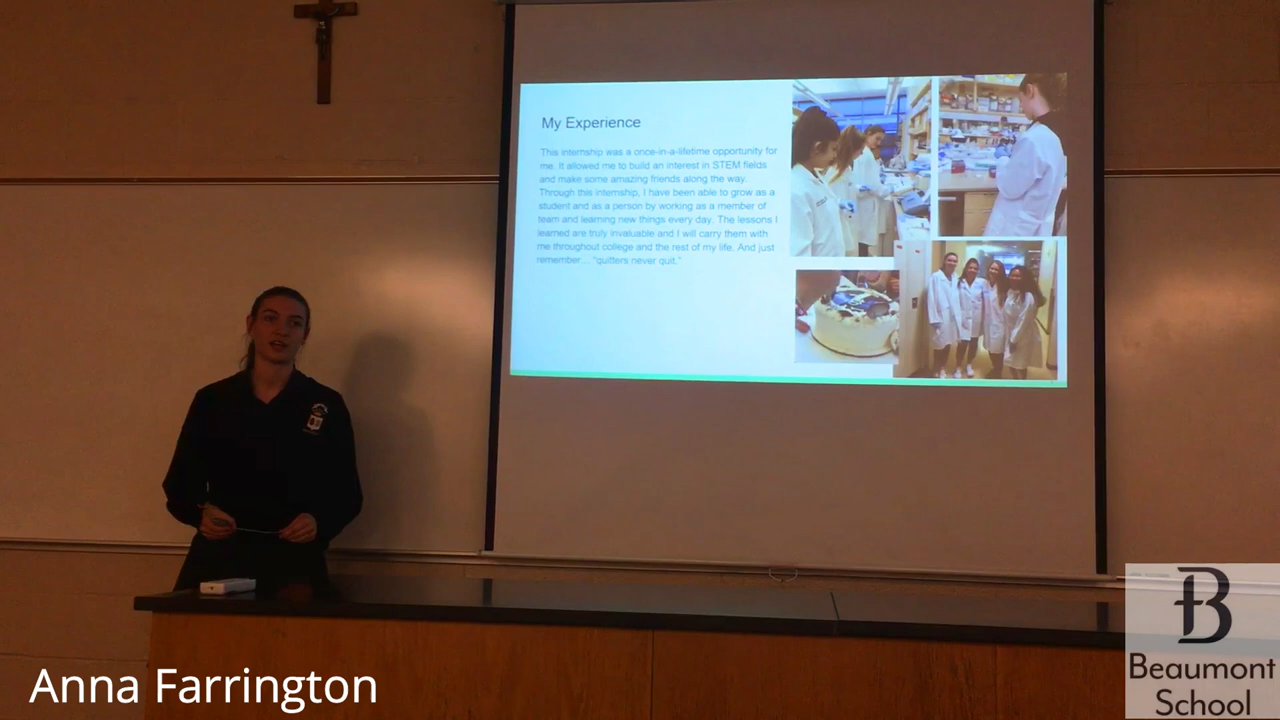 My Experience
This internship was a once-in-a-lifetime opportunity for
me. It allowed me to build an interest in STEM fields
and make some amazing friends along the way.
Through this internship, I have been able to grow as a
student and as a person by working as a member of
team and learning new things every day. The lessons I
learned are truly invaluable and I will carry them with
me throughout college and the rest of my life. And just
remember... "quitters never quit."
Anna Farrington
B
Beaumont
School